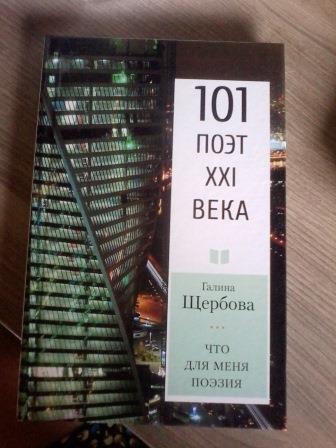 101
ПОЭТ
XXI
ВЕКА
ГАЛИНА
ЩЕРБОВА
ЧТО
ДЛЯ МЕНЯ
ПОЭЗИЯ